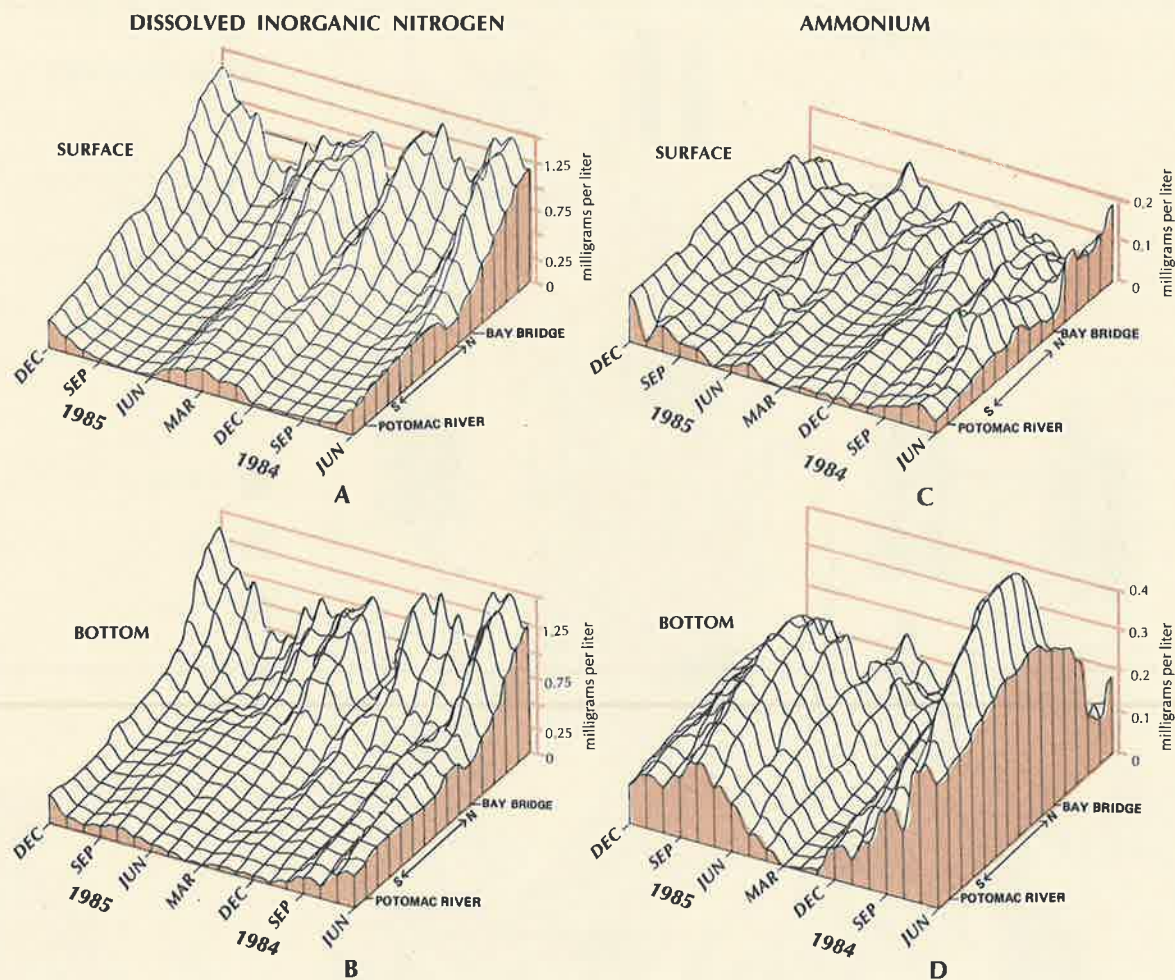 DISSOLVED INORGANIC NITROGEN
SURFACE
1.25
0.75
0.25
0
milligrams per liter
BAY BRIDGE
N
S
POTOMAC RIVER
DEC
SEP
JUN
MAR
DEC
SEP
JUN
1985
1984
A
AMMONIUM
SURFACE
0.2
0.1
0
milligrams per liter
BAY BRIDGE
N
S
POTOMAC RIVER
DEC
SEP
JUN
MAR
DEC
SEP
JUN
1985
1984
C
BOTTOM
1.25
0.75
0.25
0
milligrams per liter
BAY BRIDGE
N
S
POTOMAC RIVER
DEC
SEP
JUN
MAR
DEC
SEP
JUN
1985
1984
B
BOTTOM
0.4
0.3
0.2
0.1
0
milligrams per liter
BAY BRIDGE
N
S
POTOMAC RIVER
DEC
SEP
JUN
MAR
DEC
SEP
JUN
1985
1984
D